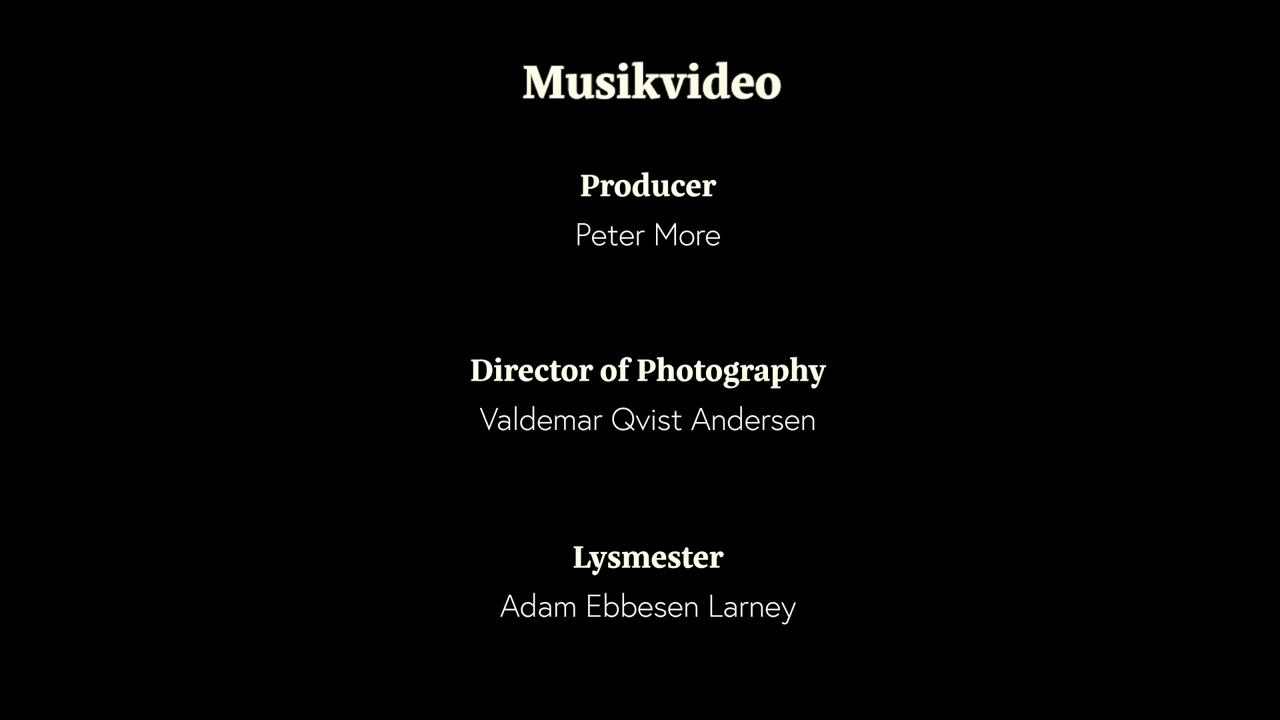 Musikvideo
Producer
Peter More
Director of Photography
Valdemar Qvist Andersen
Lysmester
Adam Ebbesen Larney